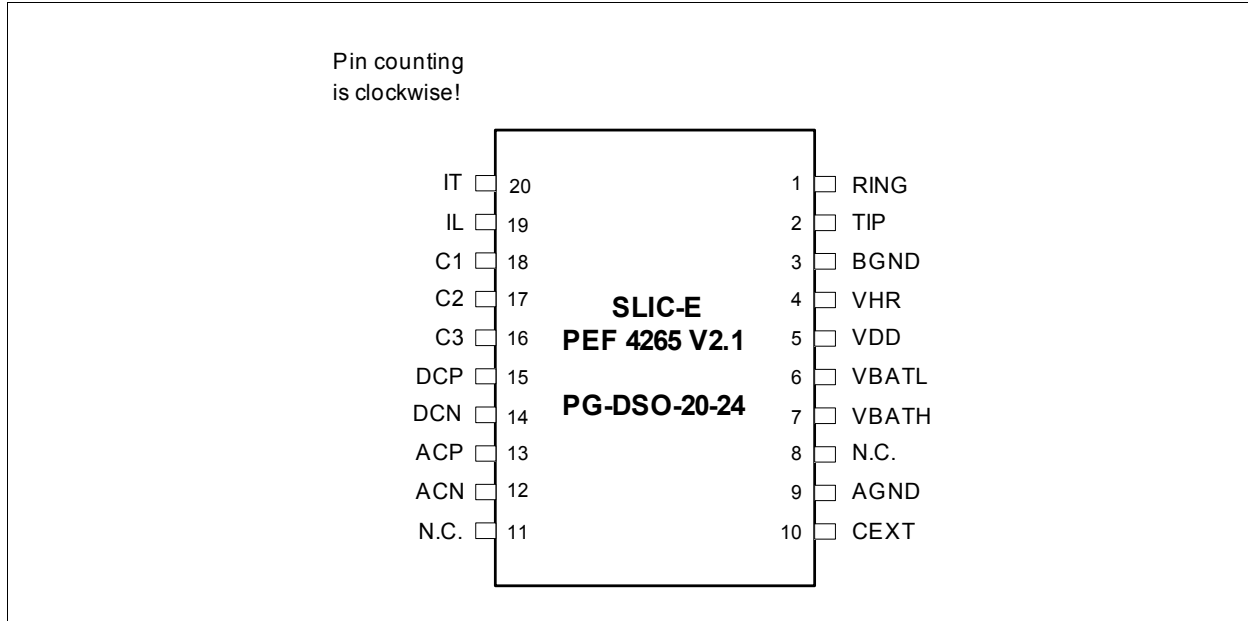 Pin counting
is clockwise!
IT 20 1 RING
IL 19 2 TIP
C1 18 3 BGND
C2 17 4 VHR
C3 16 5 VDD
DCP 15 6 VBATL
DCN 14 7 VBATH
ACP 13 8 N.C.
ACN 12 9 AGND
N.C. 11 10 CEXT
SLIC-E
PEF 4265 V2.1
PG-DSO-20-24